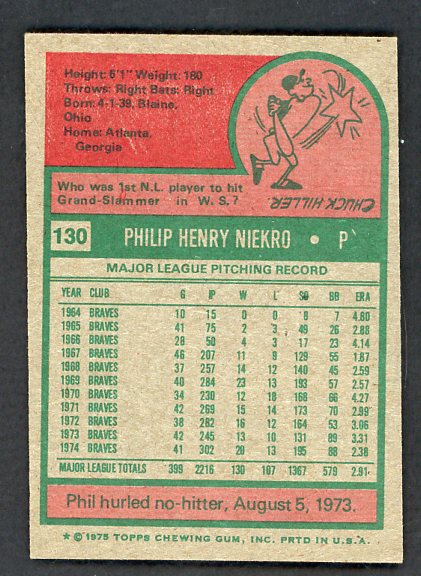 Height: 6'1" Weight: 180
Throws: Right Bats: Right
Born: 4-1-39, Blaine,
Ohio
Home: Atlanta,
Georgia
Who was 1st N.L. player to hit
Grand-Slammer in W. S.?
CHUCK HILLER
130 PHILIP HENRY NIEKRO • P
MAJOR LEAGUE PITCHING RECORD
YEAR CLUB G IP W L SO BB ERA
1964 BRAVES 10 15 0 0 8 7 4.80
1965 BRAVES 41 75 2 3 49 26 2.88
1966 BRAVES 28 50 4 3 17 23 4.14
1967 BRAVES 46 207 11 9 129 55 1.87
1968 BRAVES 37 257 14 12 140 45 2.59
1969 BRAVES 40 284 23 13 193 57 2.57
1970 BRAVES 34 230 12 18 168 66 4.27
1971 BRAVES 42 269 15 14 173 70 2.99
1972 BRAVES 38 282 16 12 164 53 3.06
1973 BRAVES 42 245 13 10 131 89 3.31
1974 BRAVES 41 302 20 13 195 88 2.38
MAJOR LEAGUE TOTALS 399 2216 130 107 1367 579 2.91
Phil hurled no-hitter, August 5, 1973.
* © 1975 TOPPS CHEWING GUM, INC. PRTD IN U.S.A.